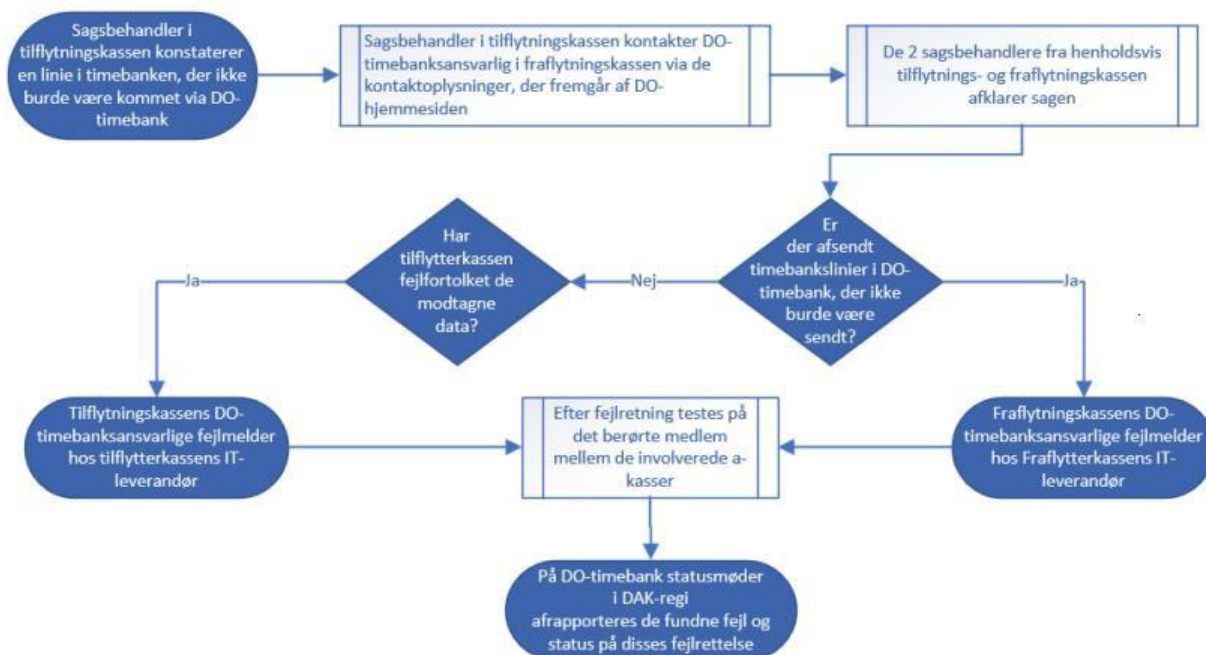 Sagsbehandler i
tilflytningskassen konstaterer
en linie i timebanken, der ikke
burde være kommet via DO-
timebank
Sagsbehandler i tilflytningskassen kontakter DO-
timebanksansvarlig i fraflytningskassen via de
kontaktoplysninger, der fremgår af DO-
hjemmesiden
De 2 sagsbehandlere fra henholdsvis
tilflytnings- og fraflytningskassen
afklarer sagen
Er
der afsendt
timebankslinier i DO-
timebank, der ikke
burde være
sendt?
Nej
Ja
Har
tilflytterkassen
fejlfortolket de
modtagne
data?
Ja
Tilflytningskassens DO-
timebanksansvarlige fejlmelder
hos tilflytterkassens IT-
leverandør
Efter fejlretning testes på
det berørte medlem
mellem de involverede a-
kasser
Fraflytningskassens DO-
timebanksansvarlige fejlmelder
hos Fraflytterkassens IT-
leverandør
På DO-timebank statusmøder
i DAK-regi
afrapporteres de fundne fejl og
status på disses fejlrettelse